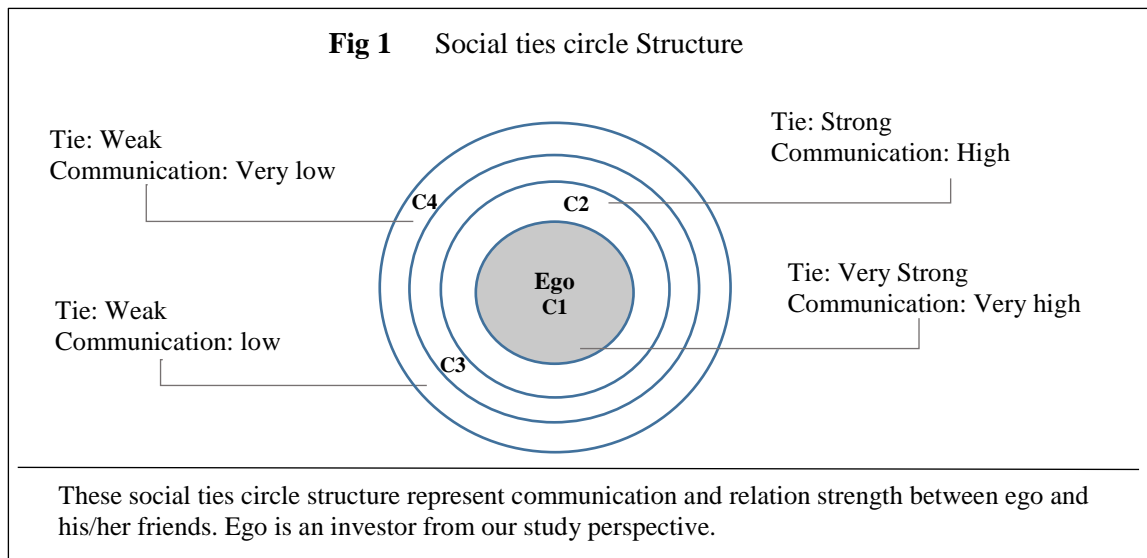 Fig 1 Social ties circle Structure
Tie: Weak
Communication: Very low
Tie: Strong
Communication: High
C4
C2
Ego
C1
Tie: Very Strong
Communication: Very high
Tie: Weak
Communication: low
C3
These social ties circle structure represent communication and relation strength between ego and
his/her friends. Ego is an investor from our study perspective.